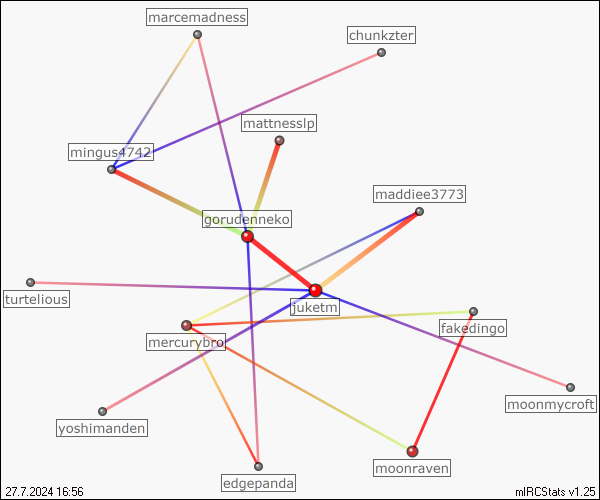 marcemadness
chunkzter
mattnesslp
mingus4742
maddiee3773
gorudenneko
turtelious
juketm
fakedingo
mercurybro
moonmycroft
yoshimanden
moonraven
edgepanda
27.7.2024 16:56
mIRCStats v1.25